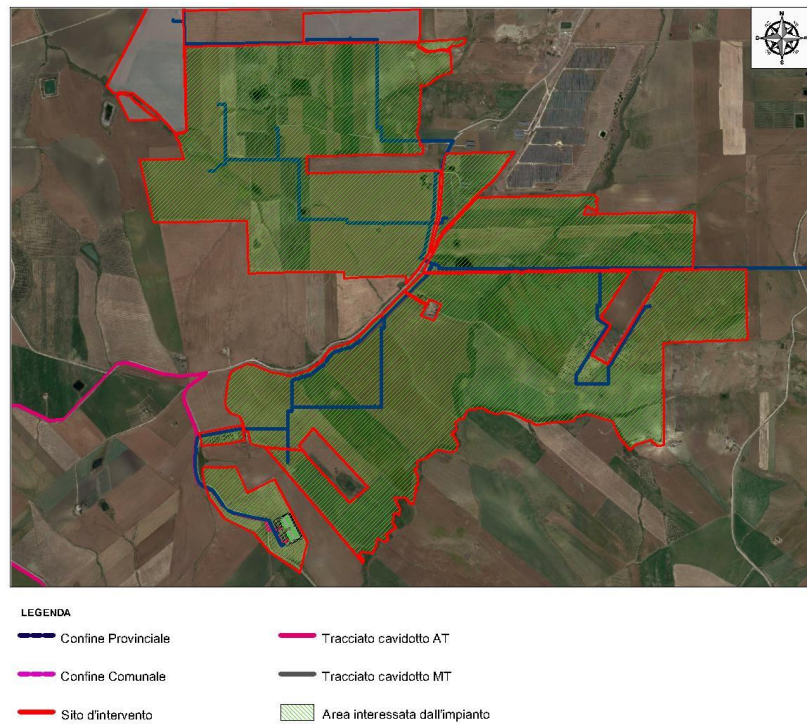 N
LEGENDA
Confine Provinciale
Tracciato cavidotto AT
Confine Comunale
Tracciato cavidotto MT
Sito d'intervento
Area interessata dall'impianto